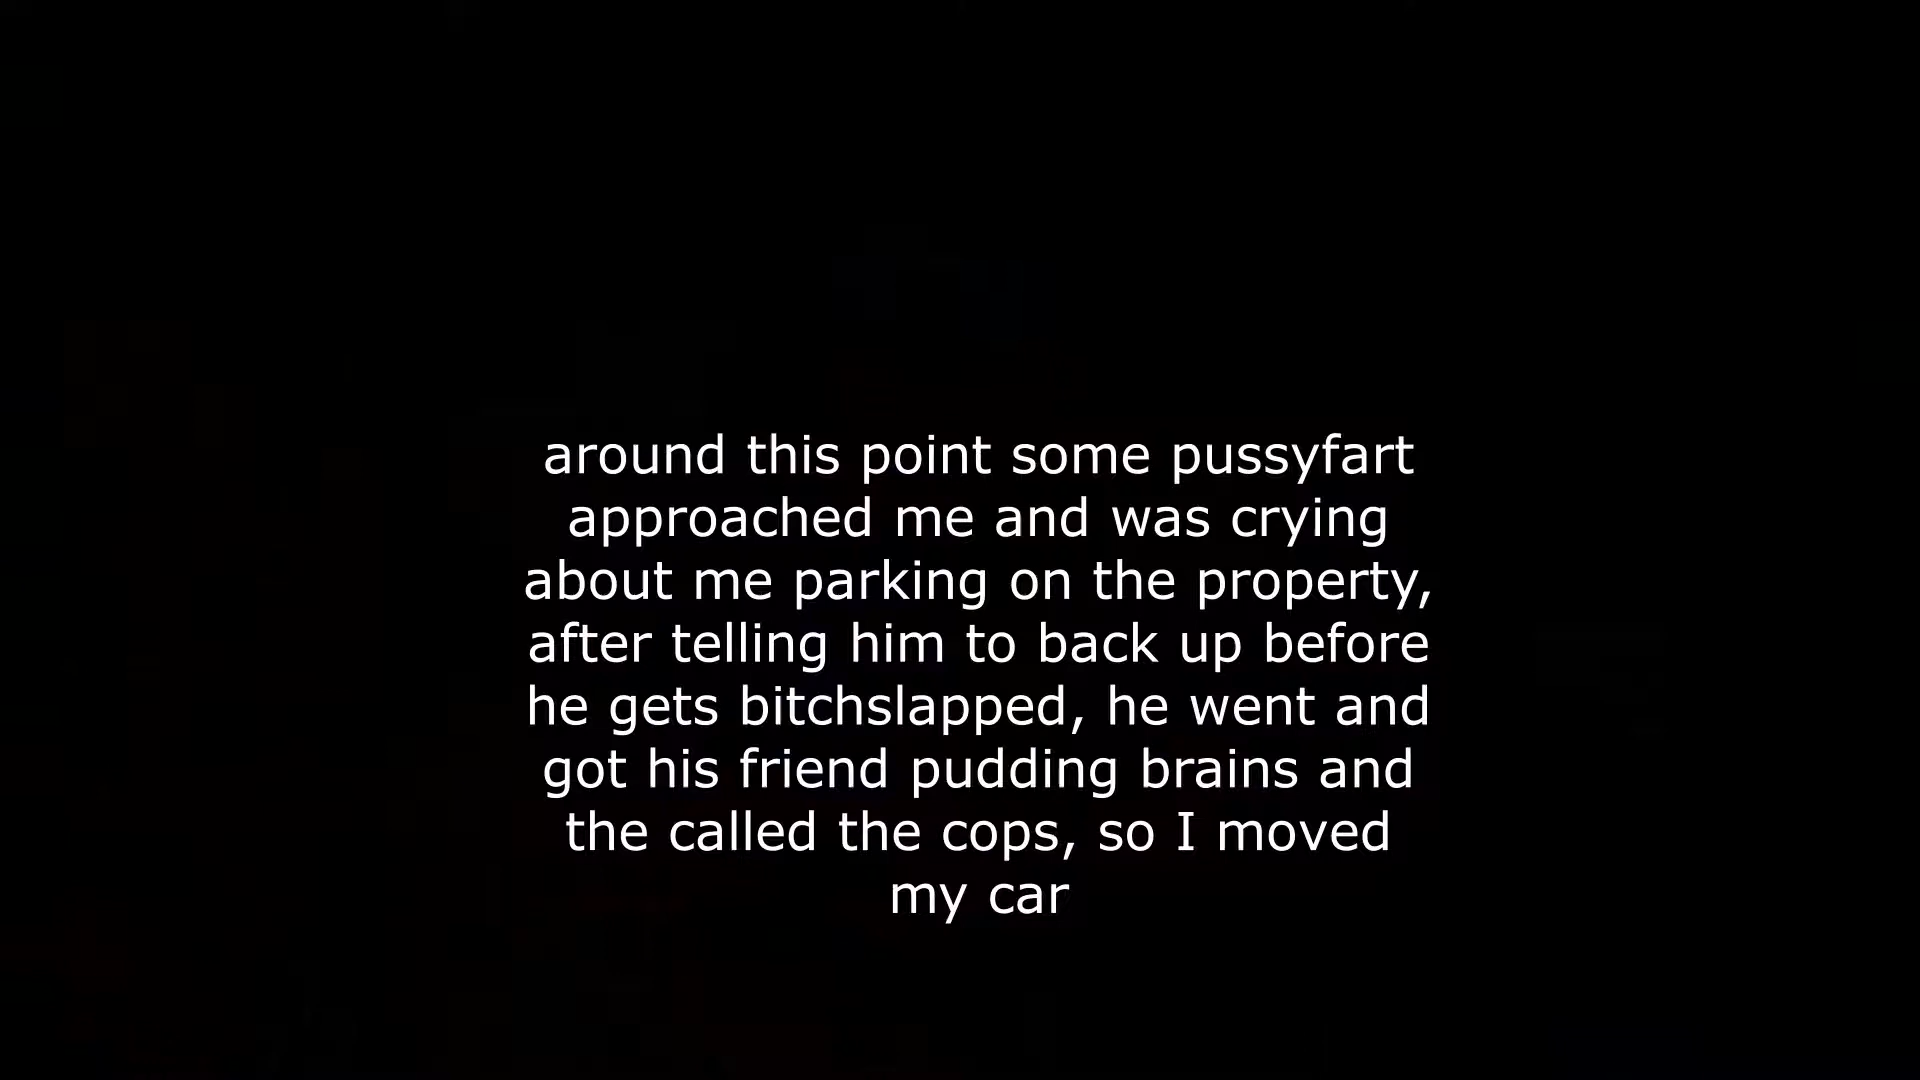 around this point some pussyfart
approached me and was crying
about me parking on the property,
after telling him to back up before
he gets bitchslapped, he went and
got his friend pudding brains and
the called the cops, so I moved
my car